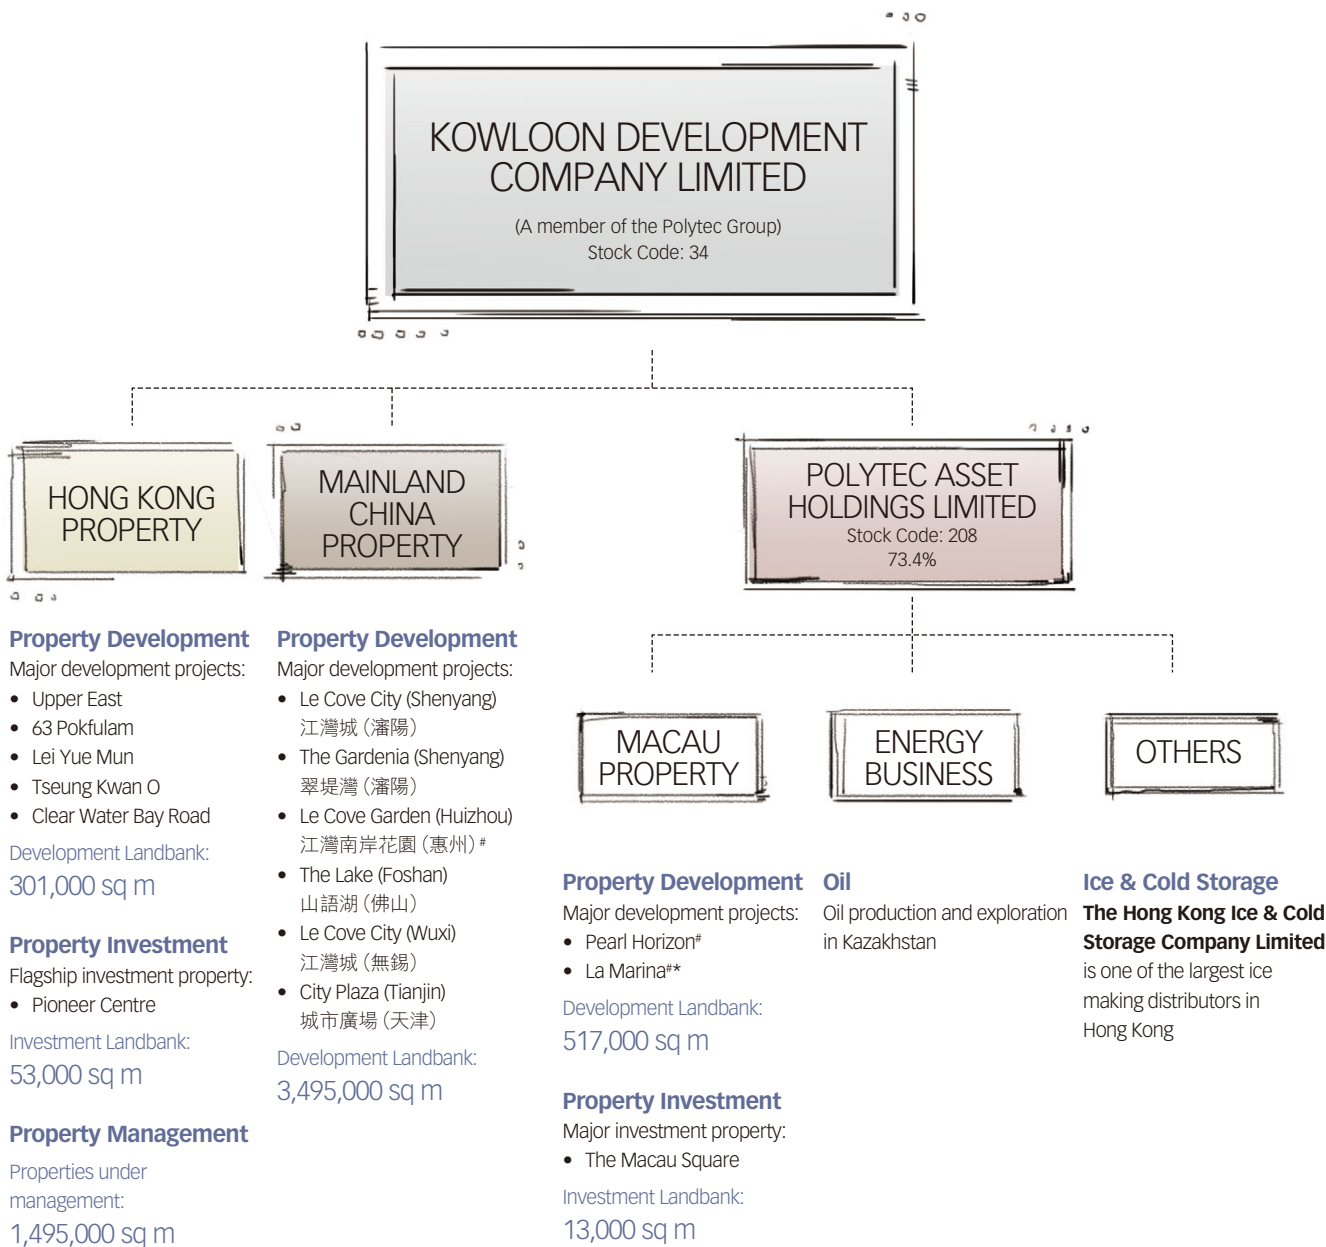 KOWLOON DEVELOPMENT
COMPANY LIMITED
(A member of the Polytec Group)
Stock Code: 34
HONG KONG
PROPERTY
MAINLAND
CHINA
PROPERTY
POLYTEC ASSET
HOLDINGS LIMITED
Stock Code: 208
73.4%
Property Development
Major development projects:
• Upper East
• 63 Pokfulam
• Lei Yue Mun
• Tseung Kwan O
• Clear Water Bay Road
Development Landbank:
301,000 sq m
Property Investment
Flagship investment property:
• Pioneer Centre
Investment Landbank:
53,000 sq m
Property Management
Properties under
management:
1,495,000 sq m
Property Development
Major development projects:
• Le Cove City (Shenyang)
江灣城（瀋陽）
• The Gardenia (Shenyang)
翠堤灣（瀋陽）
• Le Cove Garden (Huizhou)
江灣南岸花園（惠州）#
• The Lake (Foshan)
山語湖（佛山）
• Le Cove City (Wuxi)
江灣城（無錫）
• City Plaza (Tianjin)
城市廣場（天津）
Development Landbank:
3,495,000 sq m
MACAU
PROPERTY
Property Development
Major development projects:
• Pearl Horizon#
• La Marina#*
Development Landbank:
517,000 sq m
Property Investment
Major investment property:
• The Macau Square
Investment Landbank:
13,000 sq m
ENERGY
BUSINESS
Oil
Oil production and exploration
in Kazakhstan
OTHERS
Ice & Cold Storage
The Hong Kong Ice & Cold
Storage Company Limited
is one of the largest ice
making distributors in
Hong Kong